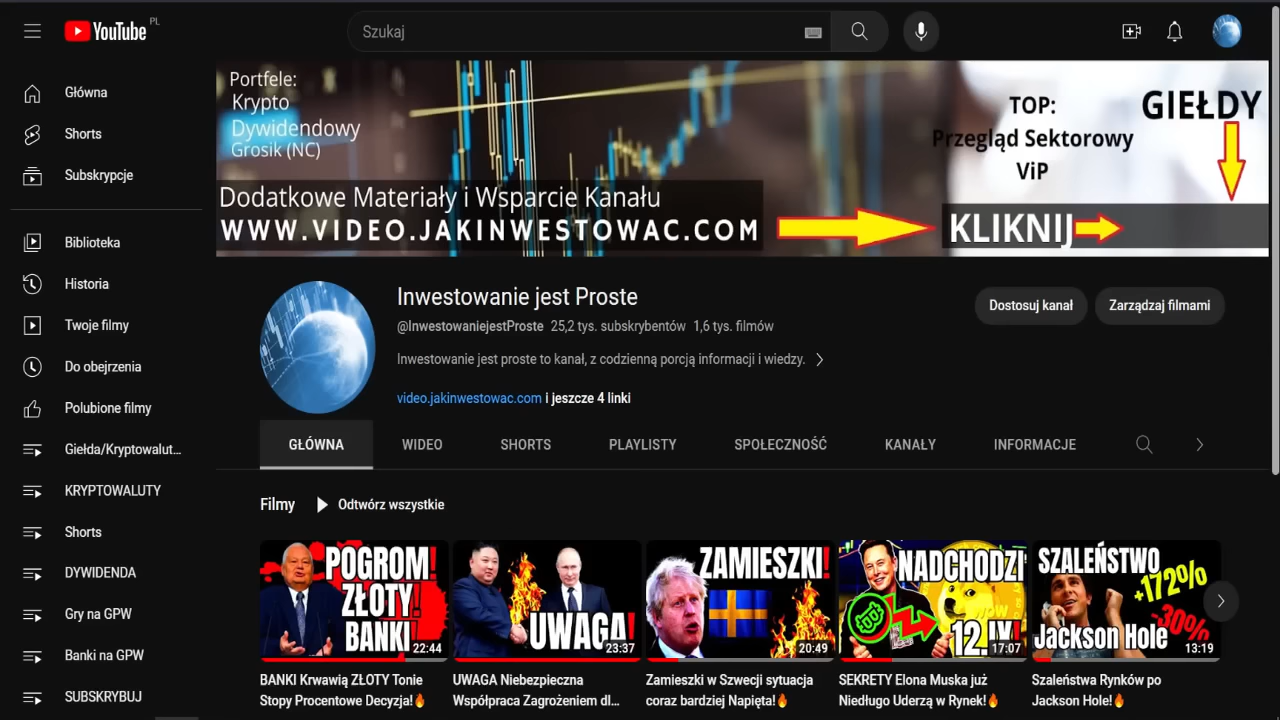 YouTube PL
Szukaj
Główna
Shorts
Subskrypcje
Biblioteka
Historia
Twoje filmy
Do obejrzenia
Polubione filmy
Giełda/Kryptowalut...
KRYPTOWALUTY
Shorts
DYWIDENDA
Gry na GPW
Banki na GPW
SUBSKRYBUJ
Portfele:
Krypto
Dywidendowy
Grosik (NC)
Dodatkowe Materiały i Wsparcie Kanału
WWW.VIDEO.JAKINWESTOWAC.COM
TOP:
Przegląd Sektorowy
ViP
GIEŁDY
KLIKNIJ
Inwestowanie jest Proste
@InwestowaniejestProste 25,2 tys. subskrybentów 1,6 tys. filmów
Inwestowanie jest proste to kanał, z codzienną porcją informacji i wiedzy.
video.jakinwestowac.com i jeszcze 4 linki
Dostosuj kanał
Zarządzaj filmami
GŁÓWNA
WIDEO
SHORTS
PLAYLISTY
SPOŁECZNOŚĆ
KANAŁY
INFORMACJE
Filmy
Odtwórz wszystkie
POGROM!
ZŁOTY
BANKI
22:44
BANKI Krwawią ZŁOTY Tonie
Stopy Procentowe Decyzja!🔥
UWAGA!
23:37
UWAGA Niebezpieczna
Współpraca Zagrożeniem dl...
ZAMIESZKI!
20:49
Zamieszki w Szwecji sytuacja
coraz bardziej Napięta!🔥
NADCHODZI
WOW
12.IX!
17:07
SEKRETY Elona Muska już
Niedługo Uderzą w Rynek!🔥
SZALEŃSTWO
+172%
-30%
Jackson Hole
13:19
Szaleństwa Rynków po
Jackson Hole!🔥